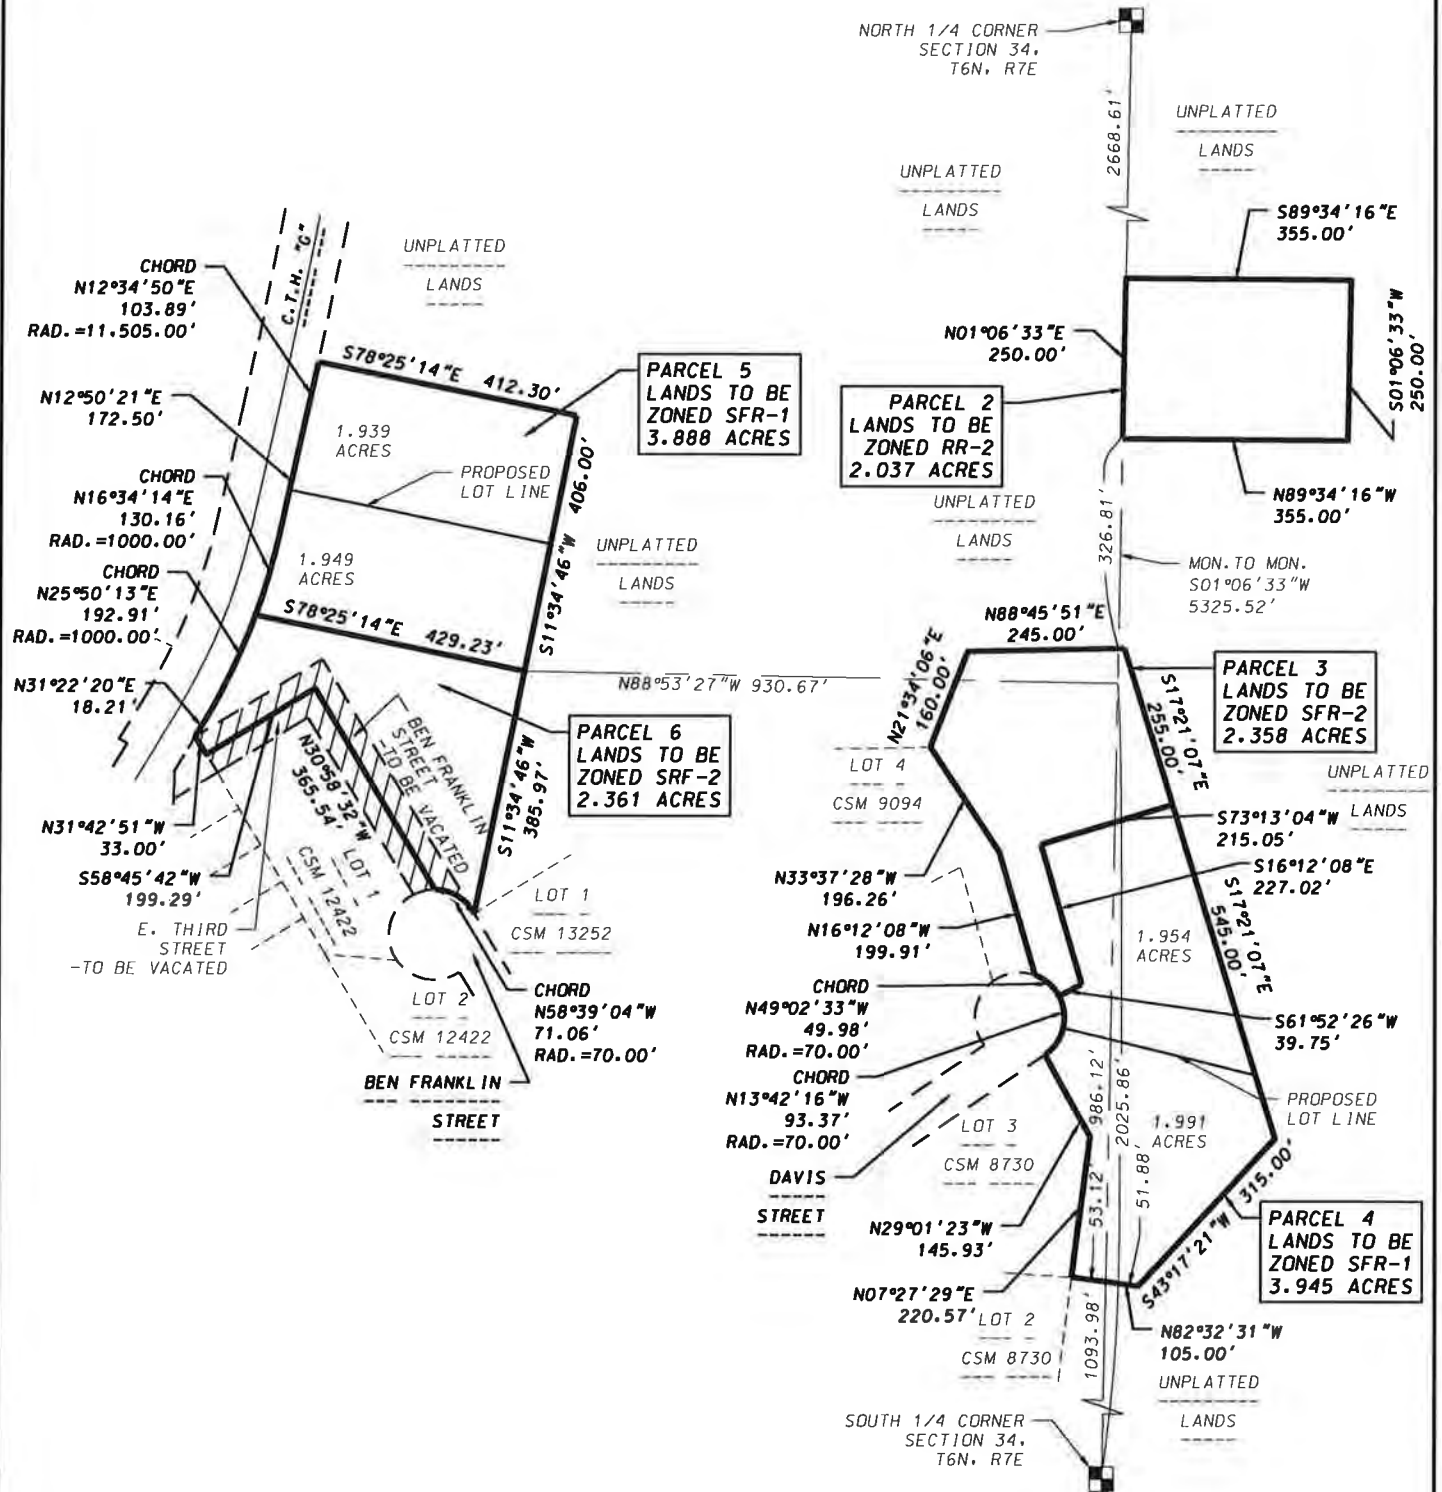 NORTH 1/4 CORNER
SECTION 34,
T6N, R7E
2668.61'
UNPLATTED
LANDS
UNPLATTED
LANDS
S89°34'16"E
355.00'
N01°06'33"E
250.00'
S01°06'33"W
250.00'
PARCEL 2
LANDS TO BE
ZONED RR-2
2.037 ACRES
N89°34'16"W
355.00'
UNPLATTED
LANDS
326.81'
MON. TO MON.
S01°06'33"W
5325.52'
C.T.H. "G"
UNPLATTED
LANDS
CHORD
N12°34'50"E
103.89'
RAD.=11,505.00'
S78°25'14"E 412.30'
PARCEL 5
LANDS TO BE
ZONED SFR-1
3.888 ACRES
N12°50'21"E
172.50'
1.939
ACRES
PROPOSED
LOT LINE
CHORD
N16°34'14"E
130.16'
RAD.=1000.00'
1.949
ACRES
S11°34'46"W 406.00'
UNPLATTED
LANDS
CHORD
N25°50'13"E
192.91'
RAD.=1000.00'
S78°25'14"E 429.23'
N31°22'20"E
18.21'
N88°53'27"W 930.67'
PARCEL 6
LANDS TO BE
ZONED SRF-2
2.361 ACRES
BEN FRANKLIN
STREET
-TO BE VACATED
N30°58'32"W
365.54'
S11°34'46"W
385.97'
N31°42'51"W
33.00'
S58°45'42"W
199.29'
LOT 1
CSM 12422
E. THIRD
STREET
-TO BE VACATED
LOT 1
CSM 13252
LOT 2
CSM 12422
CHORD
N58°39'04"W
71.06'
RAD.=70.00'
BEN FRANKLIN
STREET
N88°45'51"E
245.00'
N21°34'06"E
160.00'
S17°21'07"E
255.00'
PARCEL 3
LANDS TO BE
ZONED SFR-2
2.358 ACRES
LOT 4
CSM 9094
UNPLATTED
LANDS
S73°13'04"W
215.05'
S16°12'08"E
227.02'
N33°37'28"W
196.26'
N16°12'08"W
199.91'
S17°21'07"E
545.00'
1.954
ACRES
CHORD
N49°02'33"W
49.98'
RAD.=70.00'
S61°52'26"W
39.75'
CHORD
N13°42'16"W
93.37'
RAD.=70.00'
986.12'
2025.86'
PROPOSED
LOT LINE
1.991
ACRES
LOT 3
CSM 8730
DAVIS
STREET
53.12'
51.88'
N29°01'23"W
145.93'
S43°17'21"W 315.00'
PARCEL 4
LANDS TO BE
ZONED SFR-1
3.945 ACRES
N07°27'29"E
220.57'
LOT 2
CSM 8730
1093.98'
N82°32'31"W
105.00'
UNPLATTED
LANDS
SOUTH 1/4 CORNER
SECTION 34,
T6N, R7E